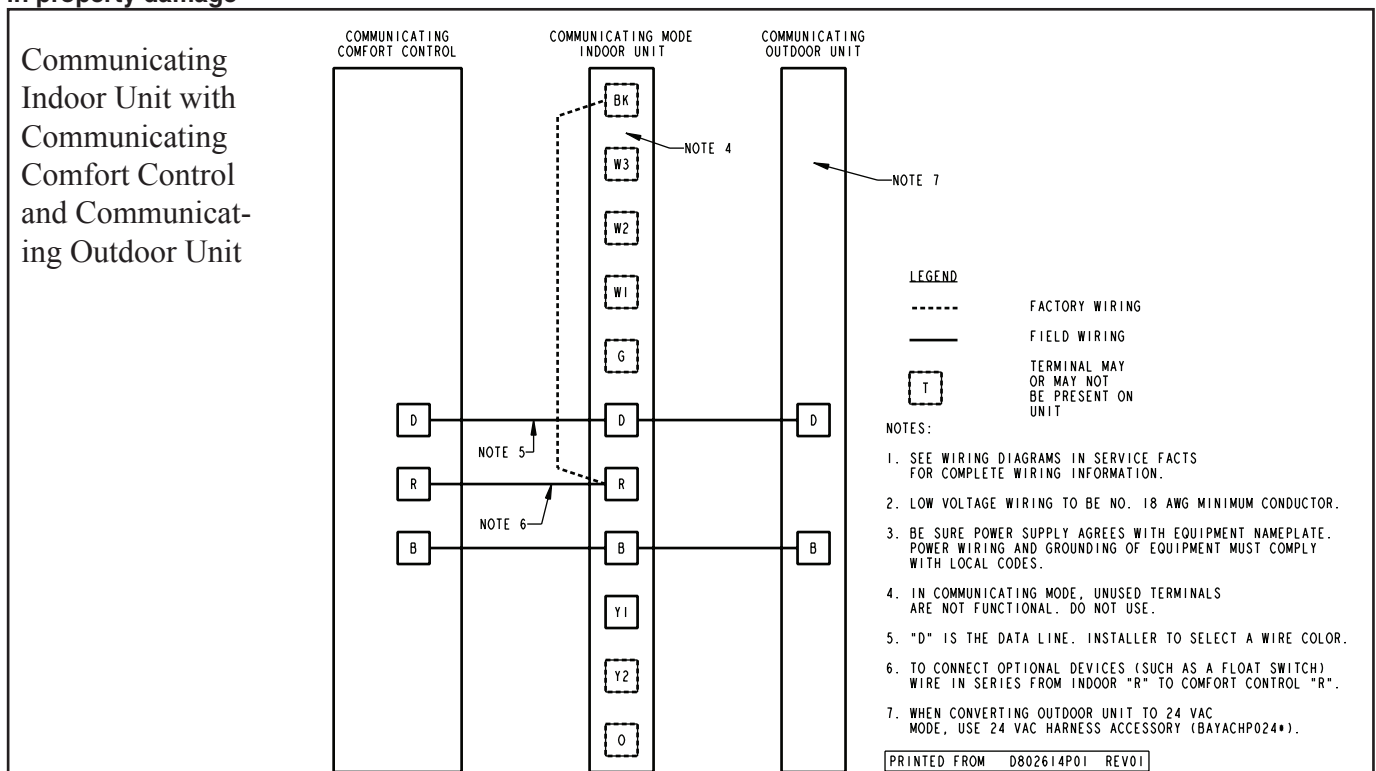 in property damage
Communicating
Indoor Unit with
Communicating
Comfort Control
and Communicat-
ing Outdoor Unit
COMMUNICATING
COMFORT CONTROL
COMMUNICATING MODE
INDOOR UNIT
COMMUNICATING
OUTDOOR UNIT
BK
NOTE 4
W3
NOTE 7
W2
W1
G
D
D
D
NOTE 5
R
R
NOTE 6
B
B
B
Y1
Y2
O
LEGEND
FACTORY WIRING
FIELD WIRING
T
TERMINAL MAY
OR MAY NOT
BE PRESENT ON
UNIT
NOTES:
1. SEE WIRING DIAGRAMS IN SERVICE FACTS
FOR COMPLETE WIRING INFORMATION.
2. LOW VOLTAGE WIRING TO BE NO. 18 AWG MINIMUM CONDUCTOR.
3. BE SURE POWER SUPPLY AGREES WITH EQUIPMENT NAMEPLATE.
POWER WIRING AND GROUNDING OF EQUIPMENT MUST COMPLY
WITH LOCAL CODES.
4. IN COMMUNICATING MODE, UNUSED TERMINALS
ARE NOT FUNCTIONAL. DO NOT USE.
5. "D" IS THE DATA LINE. INSTALLER TO SELECT A WIRE COLOR.
6. TO CONNECT OPTIONAL DEVICES (SUCH AS A FLOAT SWITCH)
WIRE IN SERIES FROM INDOOR "R" TO COMFORT CONTROL "R".
7. WHEN CONVERTING OUTDOOR UNIT TO 24 VAC
MODE, USE 24 VAC HARNESS ACCESSORY (BAYACHP024*).
PRINTED FROM D802614P01 REV01